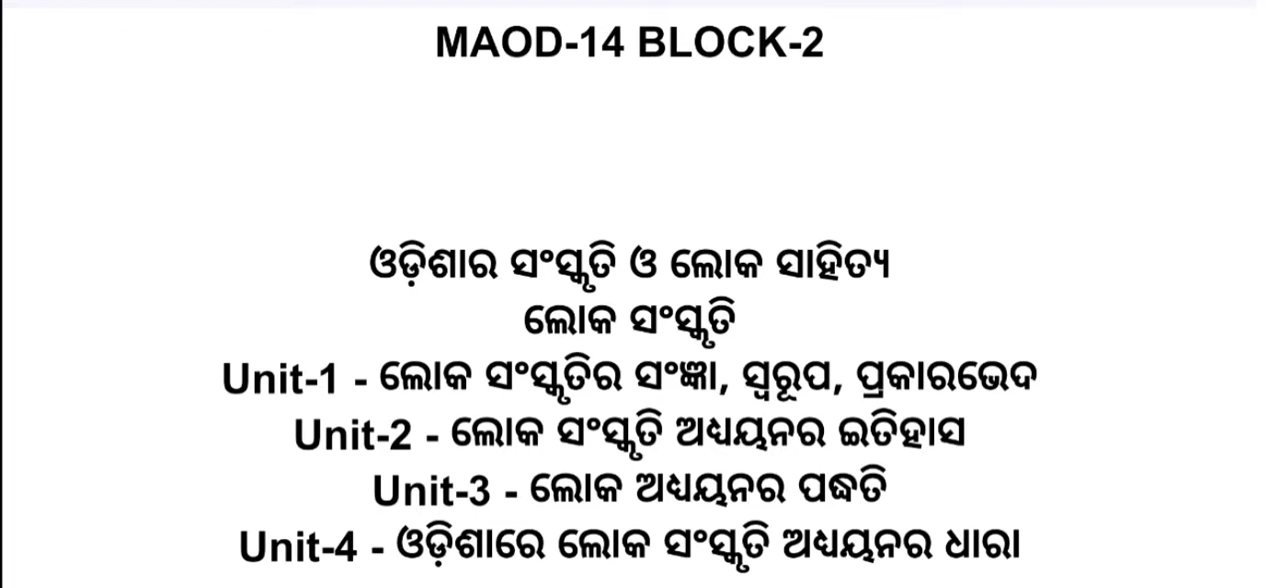 MAOD-14 BLOCK-2
ଓଡ଼ିଶାର ସଂସ୍କୃତି ଓ ଲୋକ ସାହିତ୍ୟ
ଲୋକ ସଂସ୍କୃତି
Unit-1 - ଲୋକ ସଂସ୍କୃତିର ସଂଜ୍ଞା, ସ୍ୱରୂପ, ପ୍ରକାରଭେଦ
Unit-2 - ଲୋକ ସଂସ୍କୃତି ଅଧ୍ୟୟନର ଇତିହାସ
Unit-3 - ଲୋକ ଅଧ୍ୟୟନର ପଦ୍ଧତି
Unit-4 - ଓଡ଼ିଶାରେ ଲୋକ ସଂସ୍କୃତି ଅଧ୍ୟୟନର ଧାରା